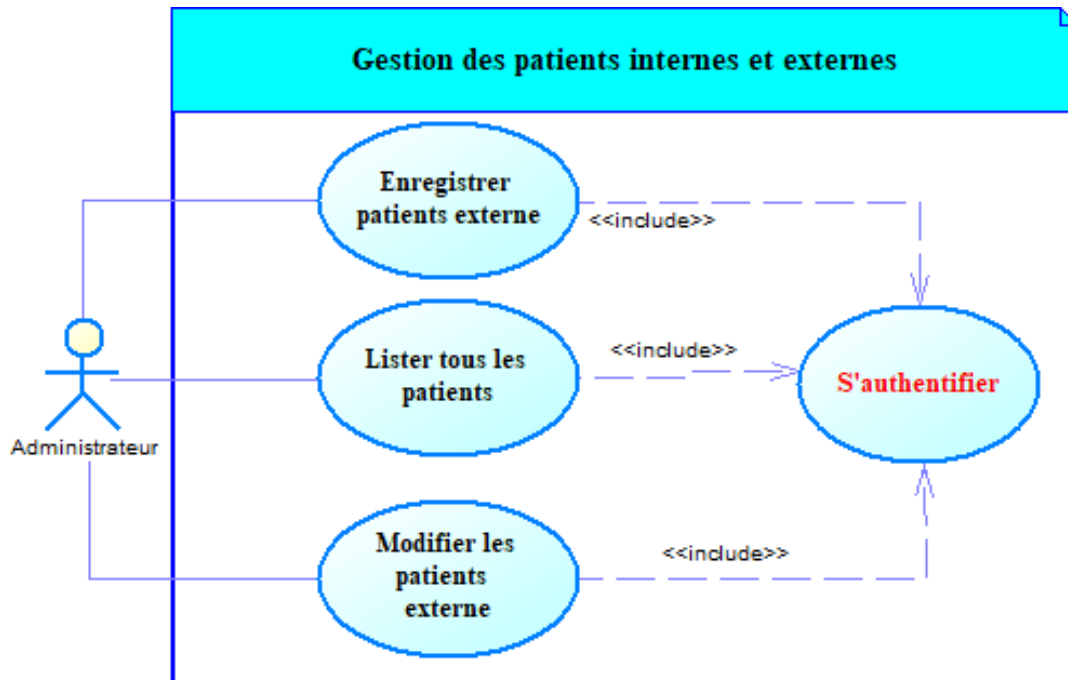 Gestion des patients internes et externes
Enregistrer
patients externe
<<include>>
Lister tous les
patients
<<include>>
S'authentifier
Administrateur
Modifier les
patients
externe
<<include>>